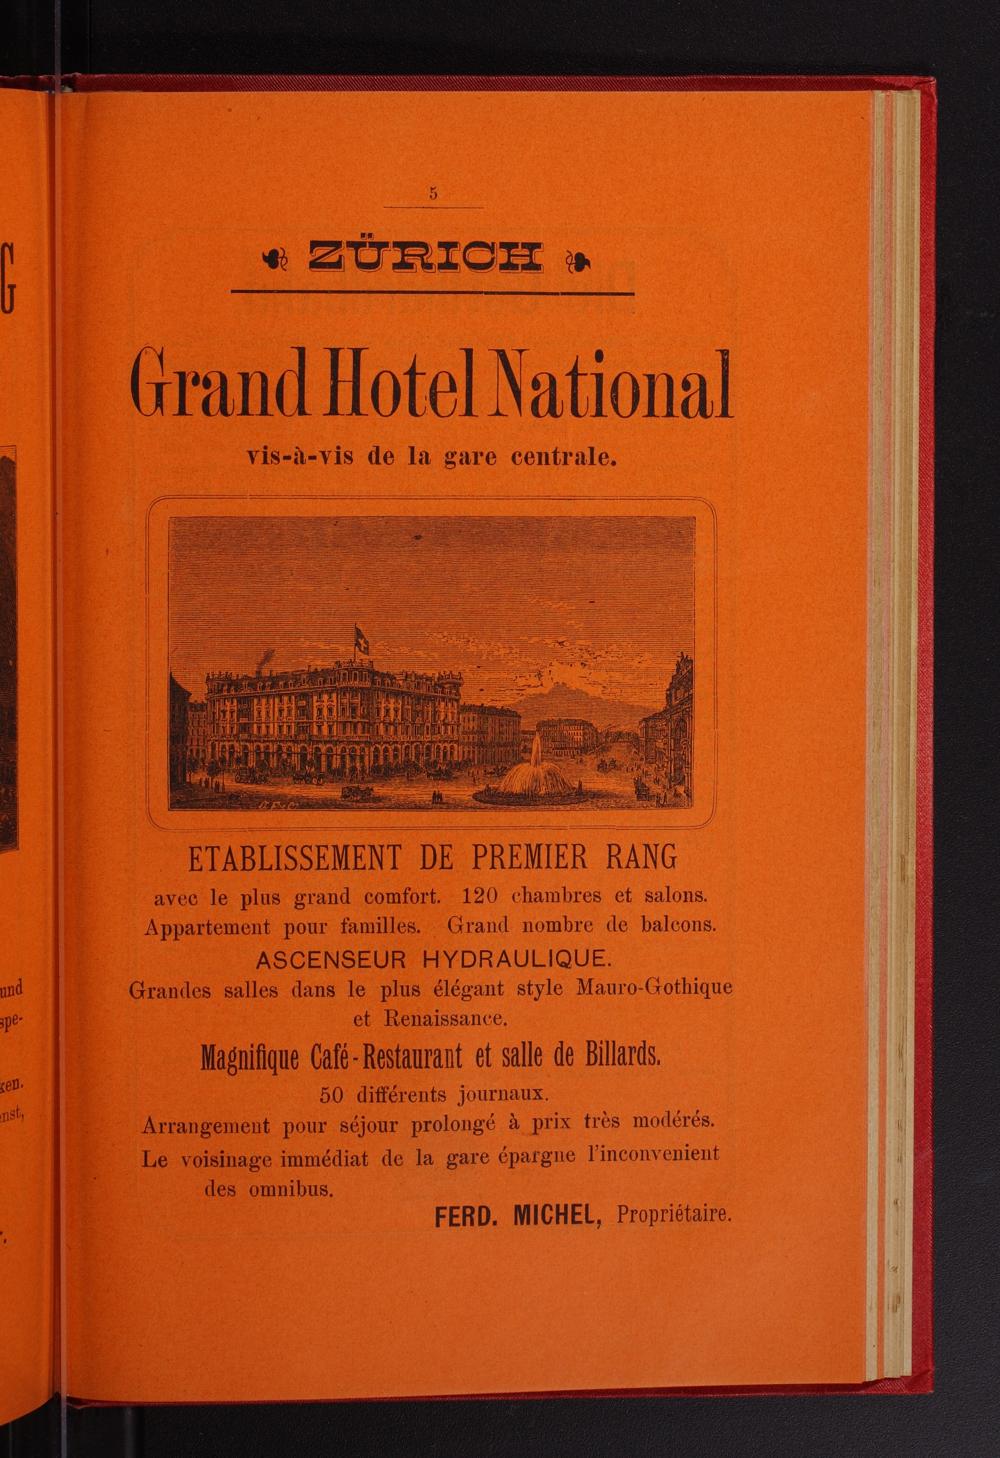 5
ZÜRICH
Grand Hotel National
vis-à-vis de la gare centrale.
ETABLISSEMENT DE PREMIER RANG
avec le plus grand comfort. 120 chambres et salons.
Appartement pour familles. Grand nombre de balcons.
ASCENSEUR HYDRAULIQUE.
Grandes salles dans le plus élégant style Mauro-Gothique
et Renaissance.
Magnifique Café-Restaurant et salle de Billards.
50 différents journaux.
Arrangement pour séjour prolongé à prix très modérés.
Le voisinage immédiat de la gare épargne l'inconvenient
des omnibus.
FERD. MICHEL, Propriétaire.